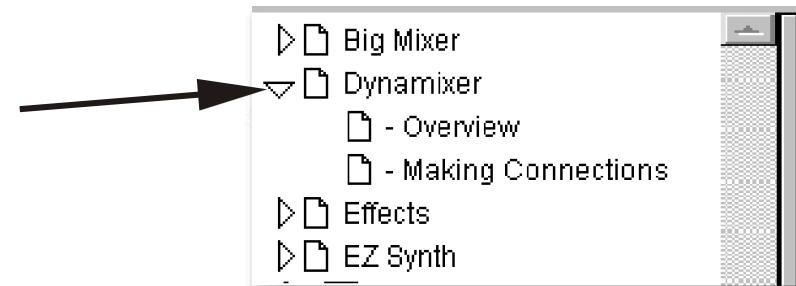 Big Mixer
Dynamixer
- Overview
- Making Connections
Effects
EZ Synth